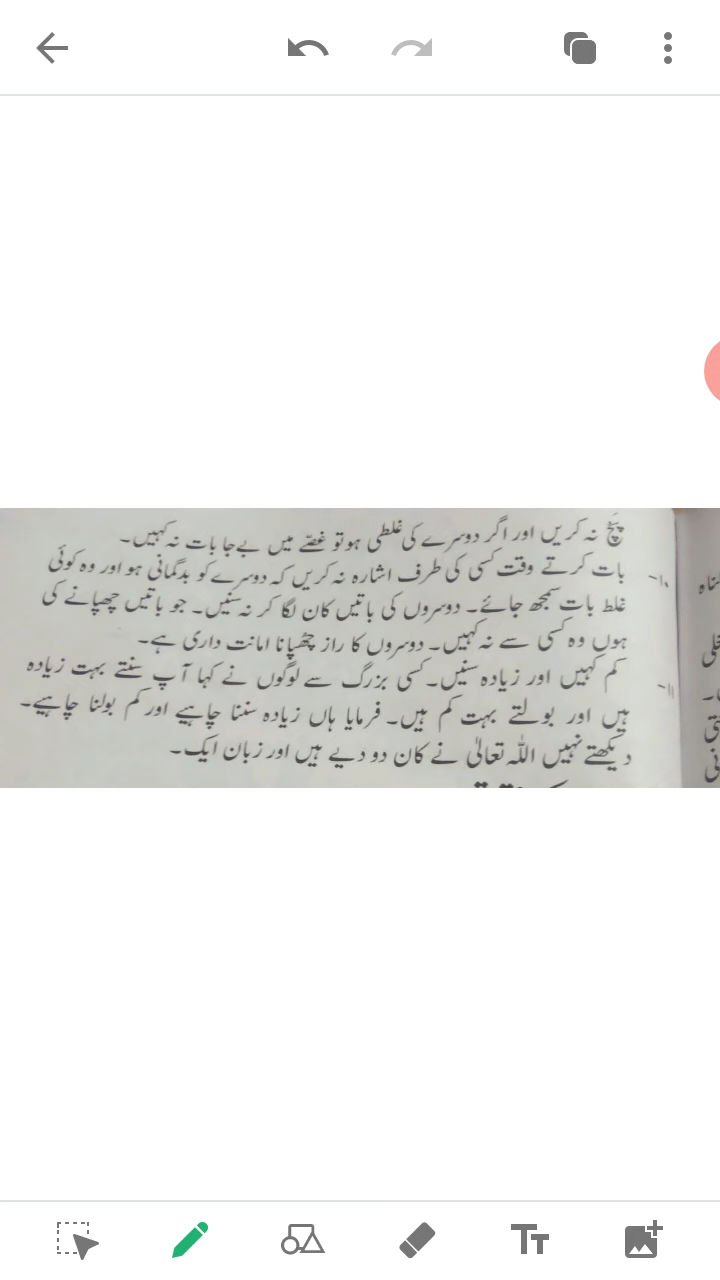 پچ نہ کریں اور اگر دوسرے کی غلطی ہو تو غصّے میں بے جا بات نہ کہیں۔
۱۰۔ بات کرتے وقت کسی کی طرف اشارہ نہ کریں کہ دوسرے کو بدگمانی ہو اور وہ کوئی
غلط بات سمجھ جائے۔ دوسروں کی باتیں کان لگا کر نہ سنیں۔ جو باتیں چھپانے کی
ہوں وہ کسی سے نہ کہیں۔ دوسروں کا راز چھپانا امانت داری ہے۔
۱۱۔ کم کہیں اور زیادہ سنیں۔ کسی بزرگ سے لوگوں نے کہا آپ سنتے بہت زیادہ
ہیں اور بولتے بہت کم ہیں۔ فرمایا ہاں زیادہ سننا چاہیے اور کم بولنا چاہیے۔
دیکھتے نہیں اللہ تعالیٰ نے کان دو دیے ہیں اور زبان ایک۔
Tт